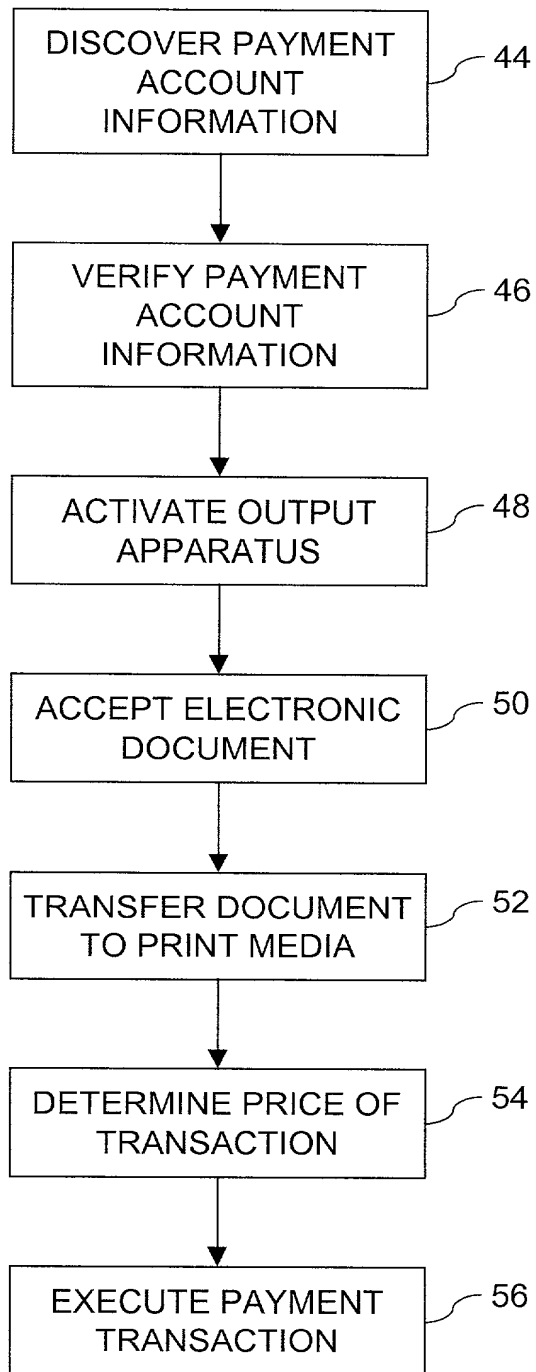 DISCOVER PAYMENT
ACCOUNT
INFORMATION
44
VERIFY PAYMENT
ACCOUNT
INFORMATION
46
ACTIVATE OUTPUT
APPARATUS
48
ACCEPT ELECTRONIC
DOCUMENT
50
TRANSFER DOCUMENT
TO PRINT MEDIA
52
DETERMINE PRICE OF
TRANSACTION
54
EXECUTE PAYMENT
TRANSACTION
56